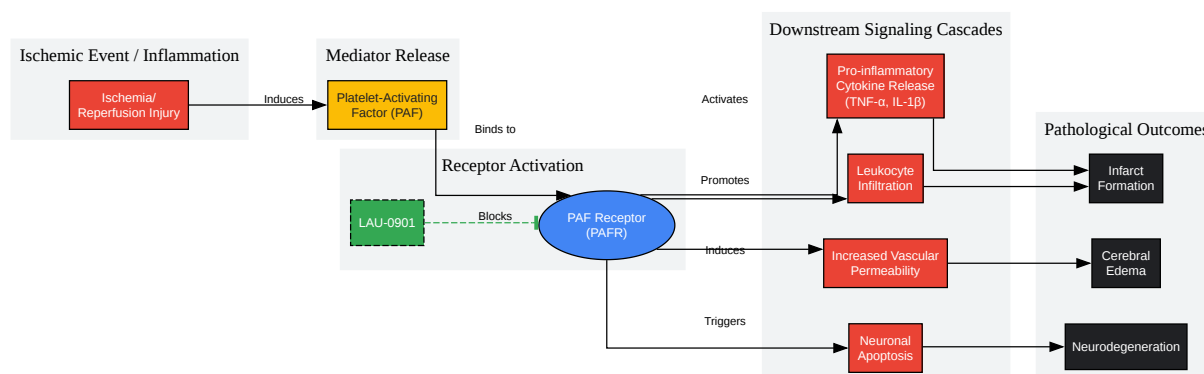 Ischemic Event / Inflammation
Ischemia/
Reperfusion Injury
Induces
Mediator Release
Platelet-Activating
Factor (PAF)
Binds to
Receptor Activation
LAU-0901
Blocks
PAF Receptor
(PAFR)
Activates
Promotes
Induces
Triggers
Downstream Signaling Cascades
Pro-inflammatory
Cytokine Release
(TNF-α, IL-1β)
Leukocyte
Infiltration
Increased Vascular
Permeability
Neuronal
Apoptosis
Pathological Outcomes
Infarct
Formation
Cerebral
Edema
Neurodegeneration